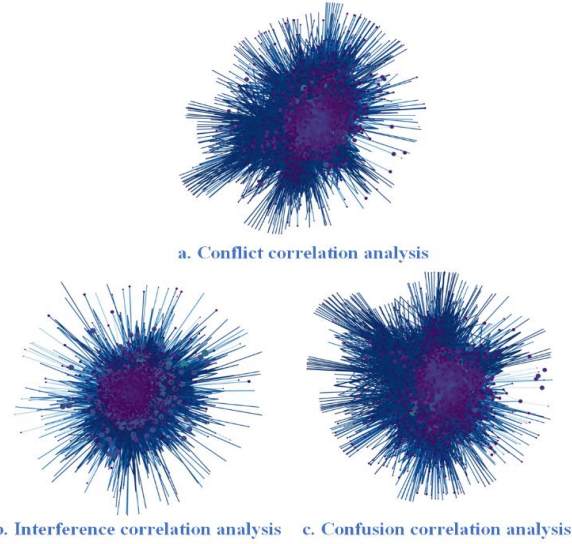 a. Conflict correlation analysis
b. Interference correlation analysis
c. Confusion correlation analysis